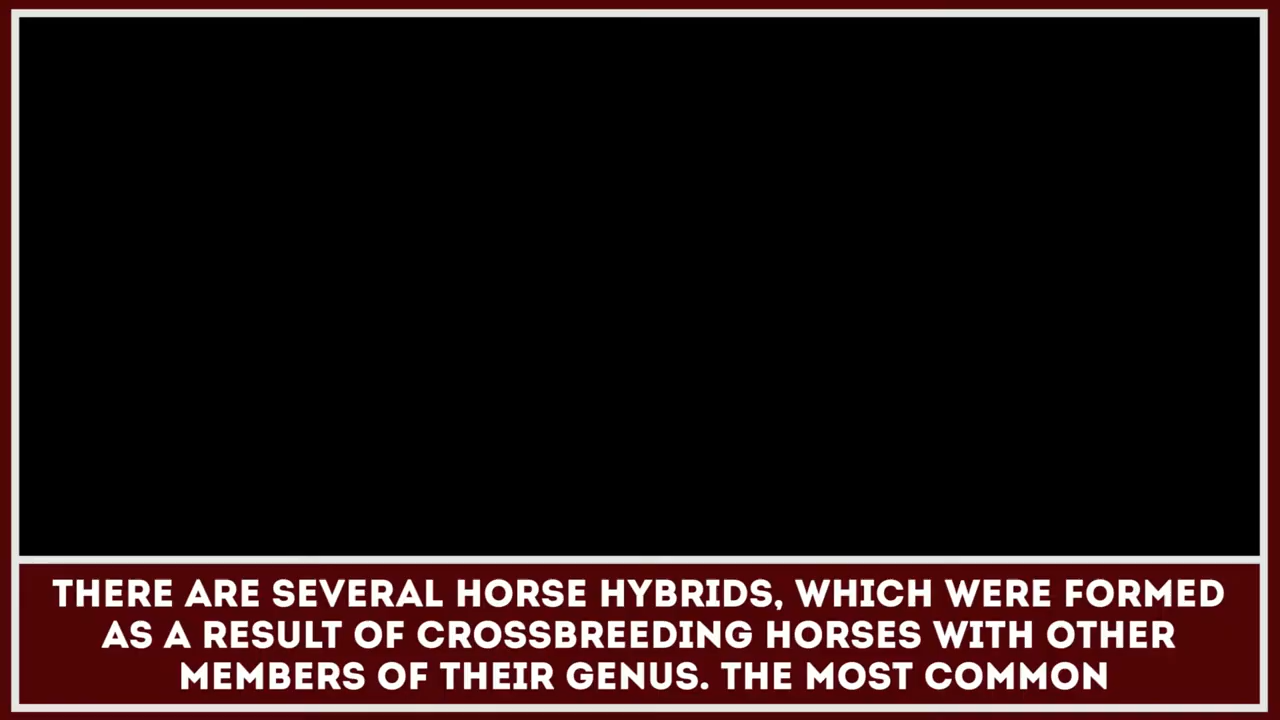 THERE ARE SEVERAL HORSE HYBRIDS, WHICH WERE FORMED
AS A RESULT OF CROSSBREEDING HORSES WITH OTHER
MEMBERS OF THEIR GENUS. THE MOST COMMON